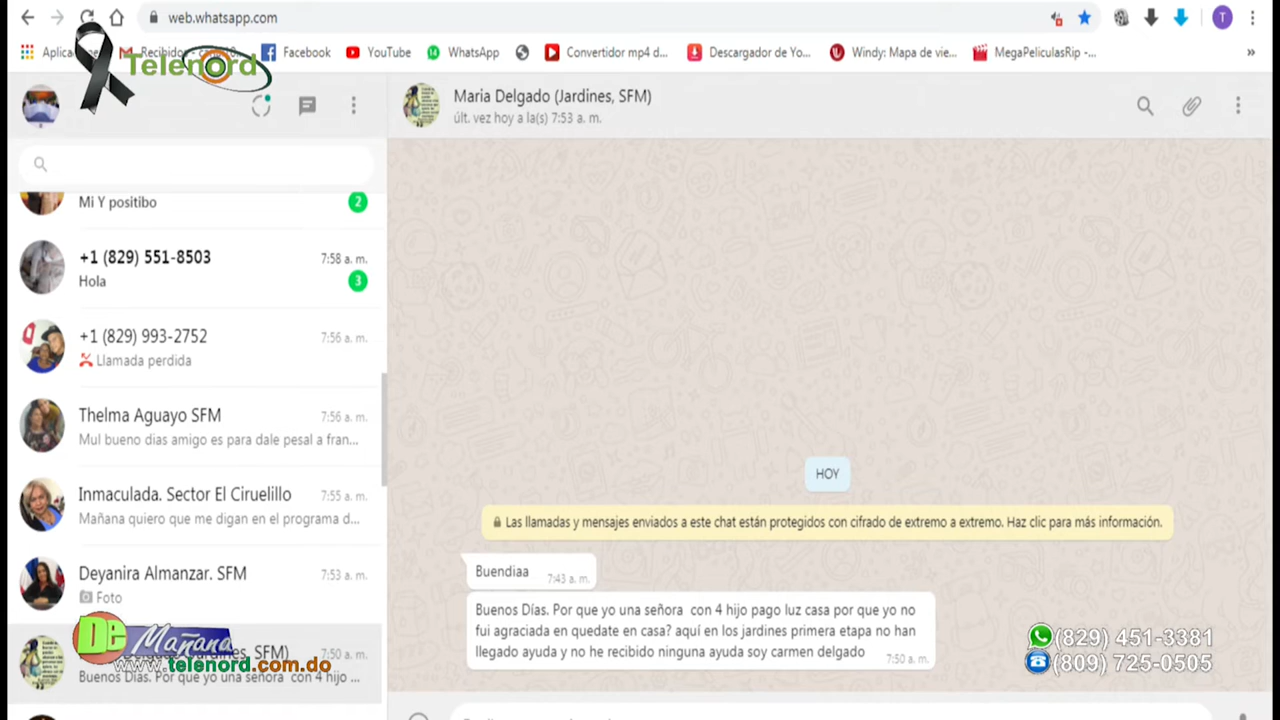 web.whatsapp.com
Facebook
YouTube
WhatsApp
Convertidor mp4 d...
Descargador de Yo...
Windy: Mapa de vie...
MegaPeliculasRip -...
»
Telenord
Maria Delgado (Jardines, SFM)
últ. vez hoy a la(s) 7:53 a. m.
Mi Y positibo
2
+1 (829) 551-8503
7:58 a. m.
Hola
3
+1 (829) 993-2752
7:56 a. m.
Llamada perdida
Thelma Aguayo SFM
7:56 a. m.
Mul bueno dias amigo es para dale pesal a fran...
Inmaculada. Sector El Ciruelillo
7:55 a. m.
Mañana quiero que me digan en el programa d...
Deyanira Almanzar. SFM
7:53 a. m.
Foto
De Mañana
7:50 a. m.
www.telenord.com.do
Buenos Días. Por que yo una señora con 4 hijo ...
HOY
Las llamadas y mensajes enviados a este chat están protegidos con cifrado de extremo a extremo. Haz clic para más información.
Buendiaa
7:43 a. m.
Buenos Días. Por que yo una señora con 4 hijo pago luz casa por que yo no
fui agraciada en quedate en casa? aquí en los jardines primera etapa no han
llegado ayuda y no he recibido ninguna ayuda.soy carmen delgado
7:50 a. m.
(829) 451-3381
(809) 725-0505